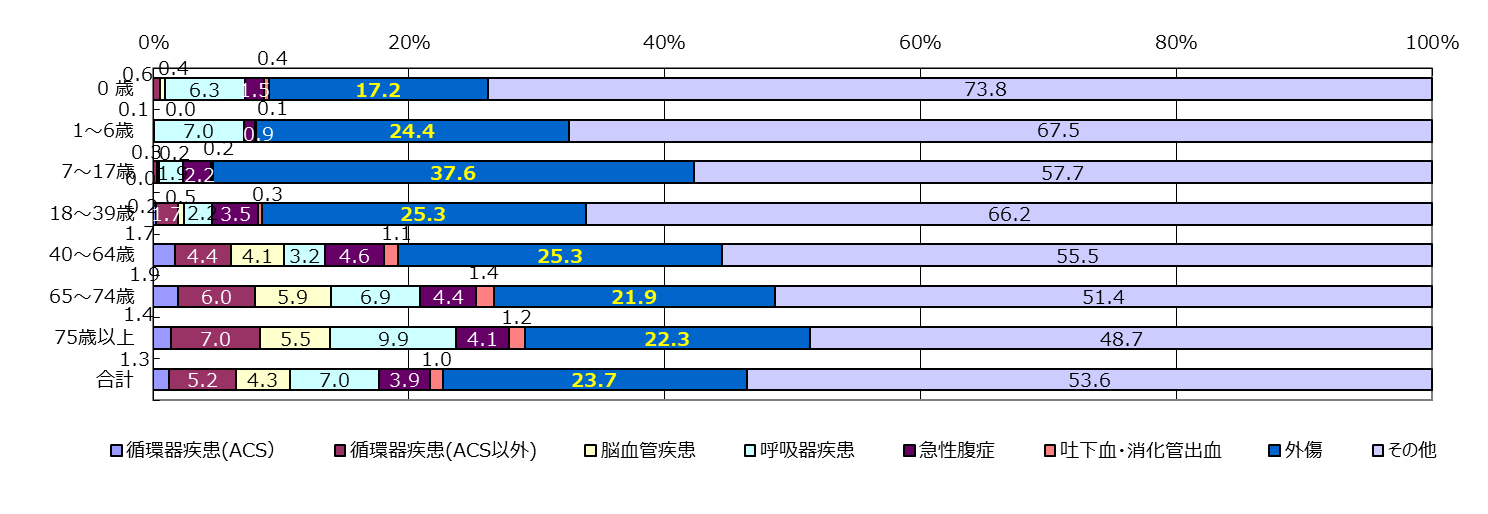 0% 20% 40% 60% 80% 100%
0.6 0.4 0.4
0 歳 6.3 1.5 17.2 73.8
0.1 0.0 0.1
1～6歳 7.0 0.9 24.4 67.5
0.3 0.2 0.2
7～17歳 0.0 1.9 2.2 37.6 57.7
0.2 0.5 0.3
18～39歳 1.7 2.2 3.5 25.3 66.2
1.7 1.1
40～64歳 4.4 4.1 3.2 4.6 25.3 55.5
1.9 1.4
65～74歳 6.0 5.9 6.9 4.4 21.9 51.4
1.4 1.2
75歳以上 7.0 5.5 9.9 4.1 22.3 48.7
1.3 1.0
合計 5.2 4.3 7.0 3.9 23.7 53.6
循環器疾患(ACS） 循環器疾患(ACS以外) 脳血管疾患 呼吸器疾患 急性腹症 吐下血・消化管出血 外傷 その他